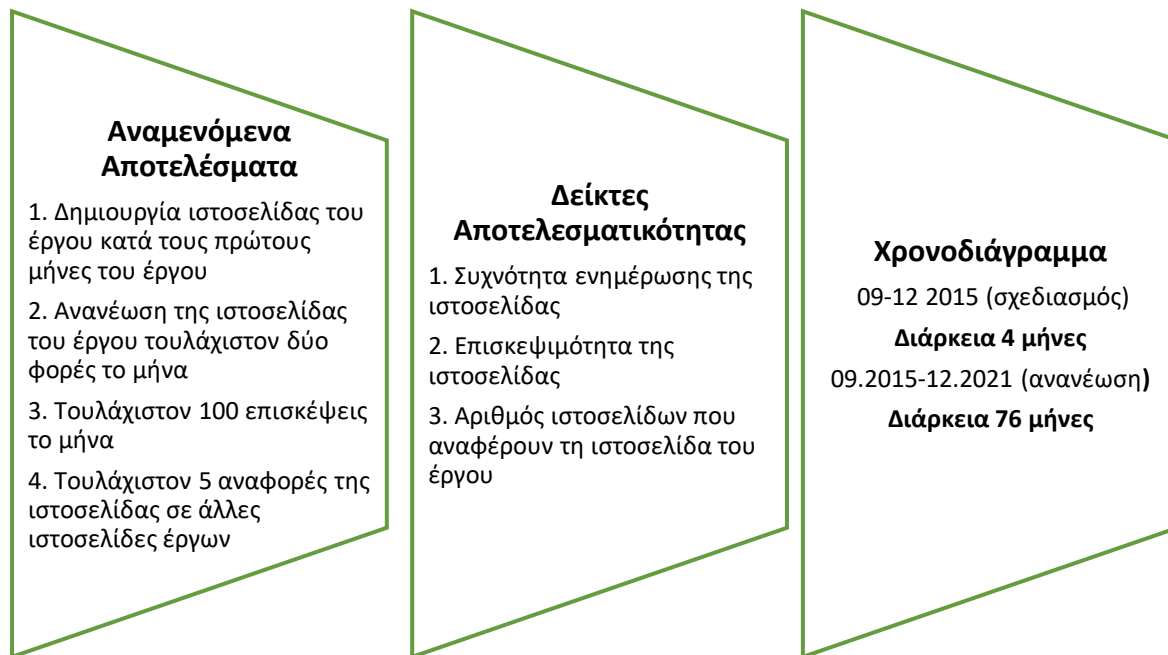 Αναμενόμενα
Αποτελέσματα
1. Δημιουργία ιστοσελίδας του
έργου κατά τους πρώτους
μήνες του έργου
2. Ανανέωση της ιστοσελίδας
του έργου τουλάχιστον δύο
φορές το μήνα
3. Τουλάχιστον 100 επισκέψεις
το μήνα
4. Τουλάχιστον 5 αναφορές της
ιστοσελίδας σε άλλες
ιστοσελίδες έργων
Δείκτες
Αποτελεσματικότητας
1. Συχνότητα ενημέρωσης της
ιστοσελίδας
2. Επισκεψιμότητα της
ιστοσελίδας
3. Αριθμός ιστοσελίδων που
αναφέρουν τη ιστοσελίδα του
έργου
Χρονοδιάγραμμα
09-12 2015 (σχεδιασμός)
Διάρκεια 4 μήνες
09.2015-12.2021 (ανανέωση)
Διάρκεια 76 μήνες